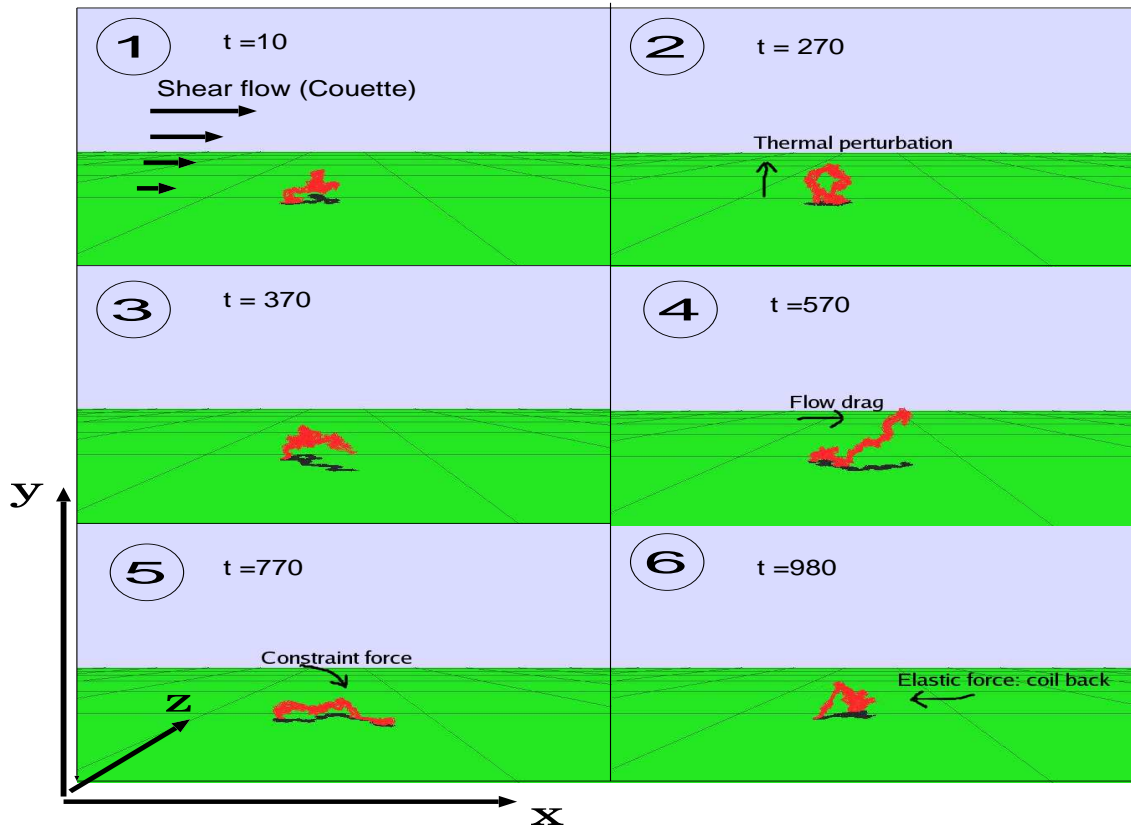 1
t =10
Shear flow (Couette)
2
t = 270
Thermal perturbation
3
t = 370
4
t =570
Flow drag
y
5
t =770
Constraint force
z
6
t=980
Elastic force: coil back
x